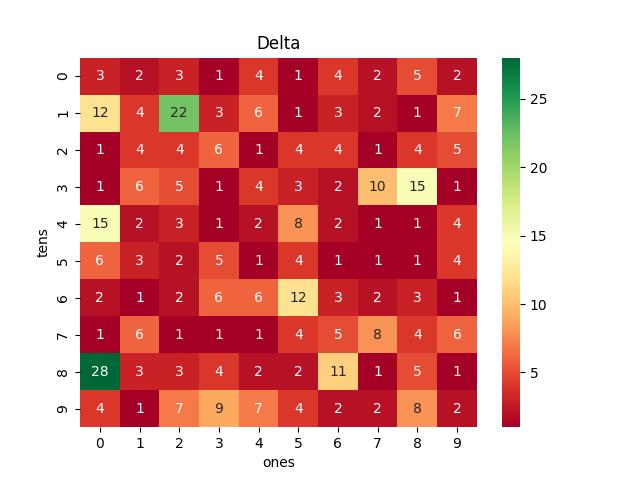 Delta
0 3 2 3 1 4 1 4 2 5 2
1 12 4 22 3 6 1 3 2 1 7
2 1 4 4 6 1 4 4 1 4 5
3 1 6 5 1 4 3 2 10 15 1
4 15 2 3 1 2 8 2 1 1 4
5 6 3 2 5 1 4 1 1 1 4
6 2 1 2 6 6 12 3 2 3 1
7 1 6 1 1 1 4 5 8 4 6
8 28 3 3 4 2 2 11 1 5 1
9 4 1 7 9 7 4 2 2 8 2
0 1 2 3 4 5 6 7 8 9
ones
tens
25
20
15
10
5